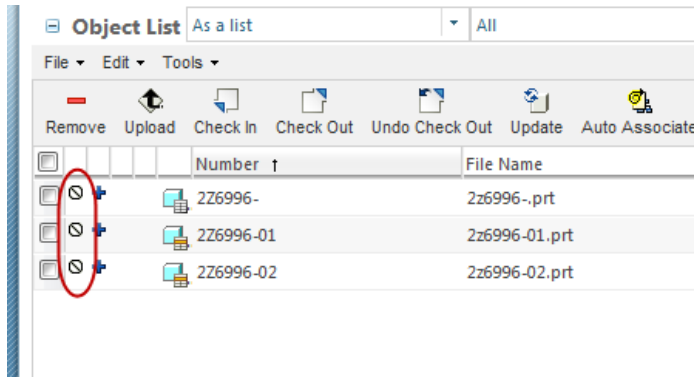 Object List As a list All
File Edit Tools
Remove Upload Check In Check Out Undo Check Out Update Auto Associate
Number ↑ File Name
2Z6996- 2z6996-.prt
2Z6996-01 2z6996-01.prt
2Z6996-02 2z6996-02.prt